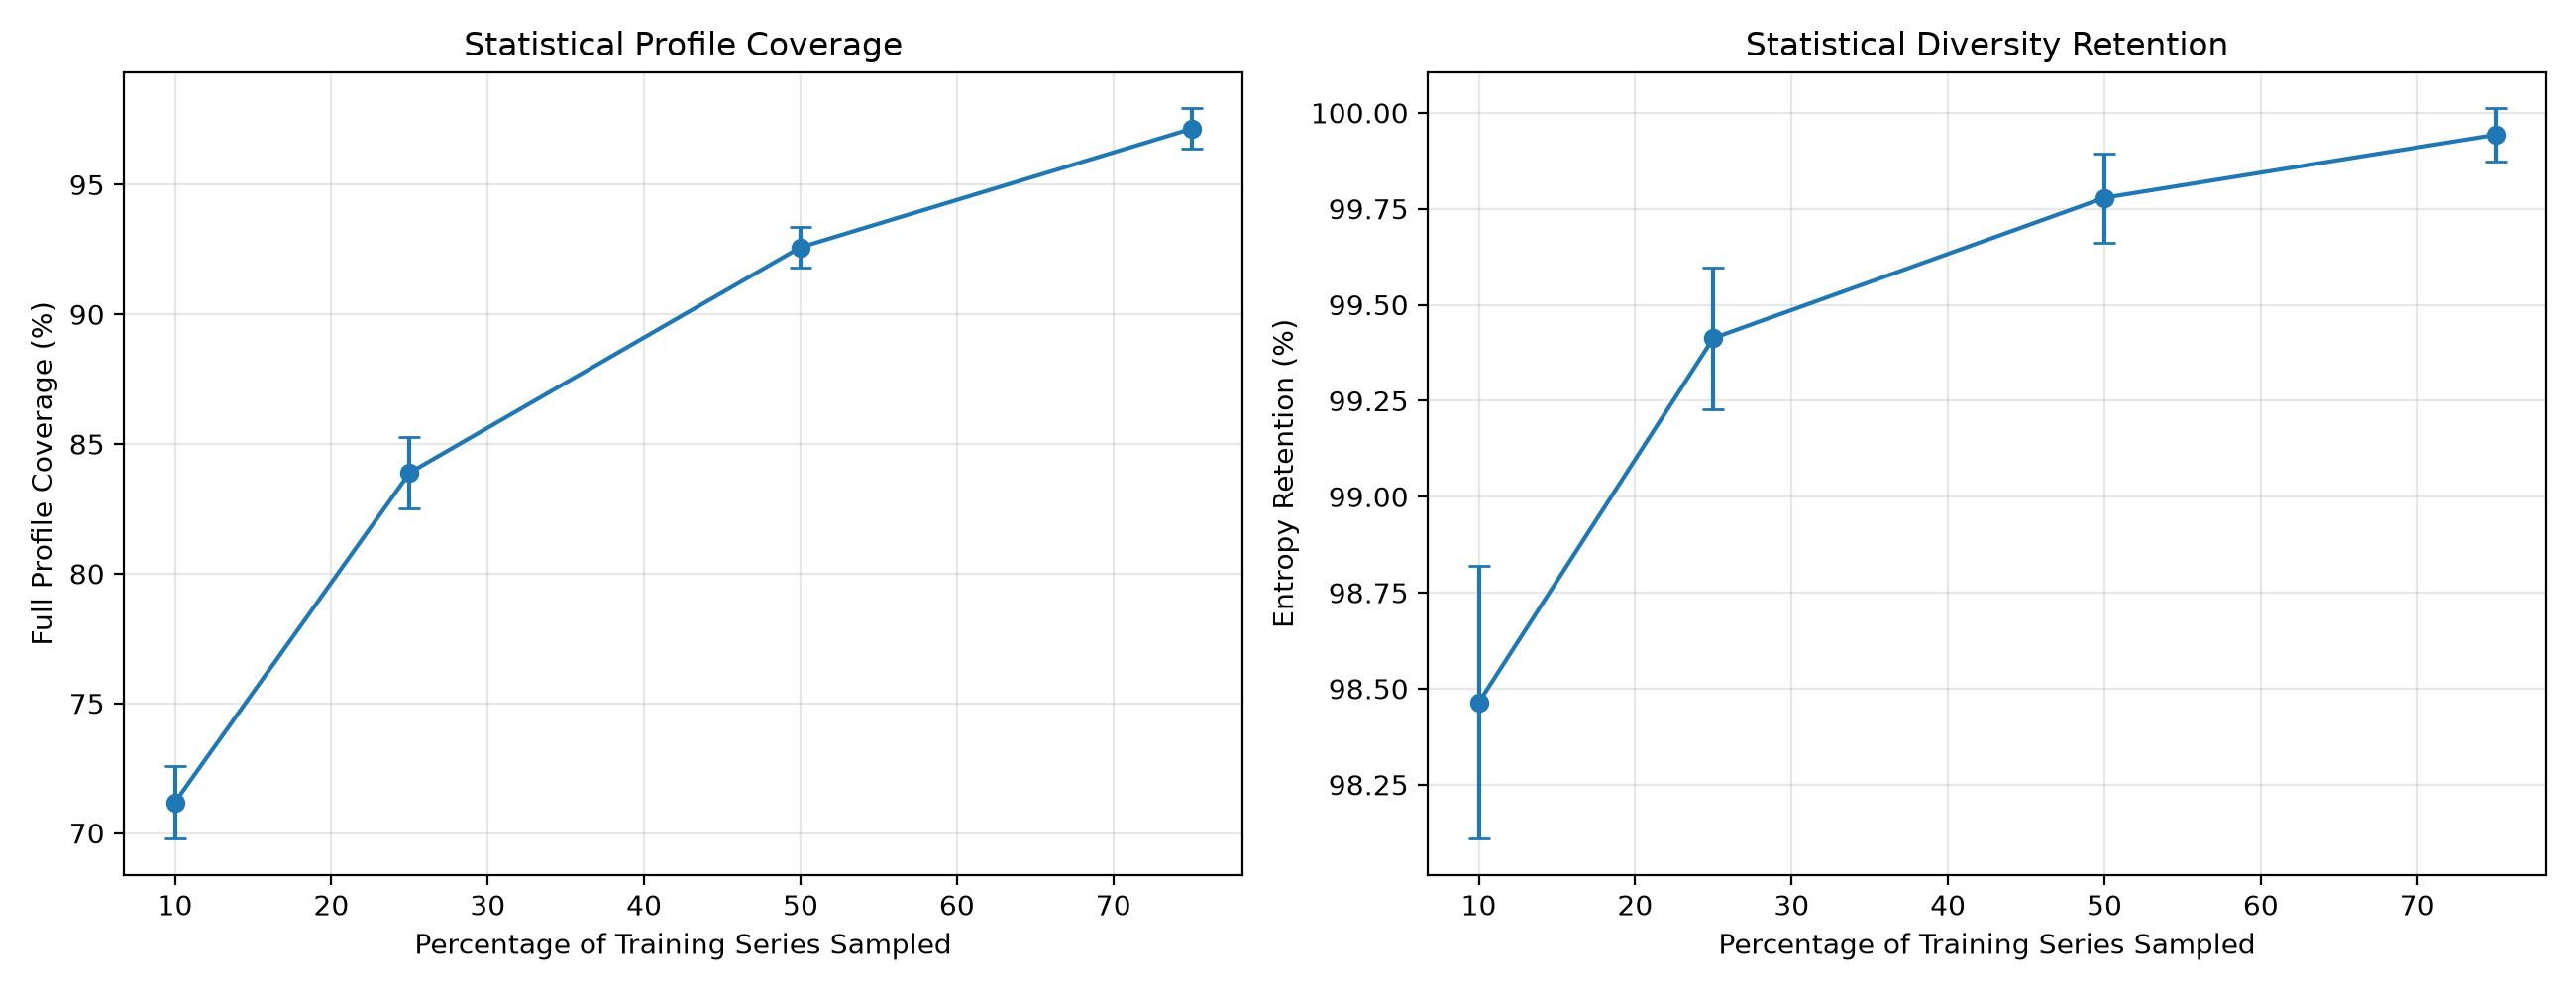 Statistical Profile Coverage
Full Profile Coverage (%)
95
90
85
80
75
70
10 20 30 40 50 60 70
Percentage of Training Series Sampled
Statistical Diversity Retention
Entropy Retention (%)
100.00
99.75
99.50
99.25
99.00
98.75
98.50
98.25
10 20 30 40 50 60 70
Percentage of Training Series Sampled